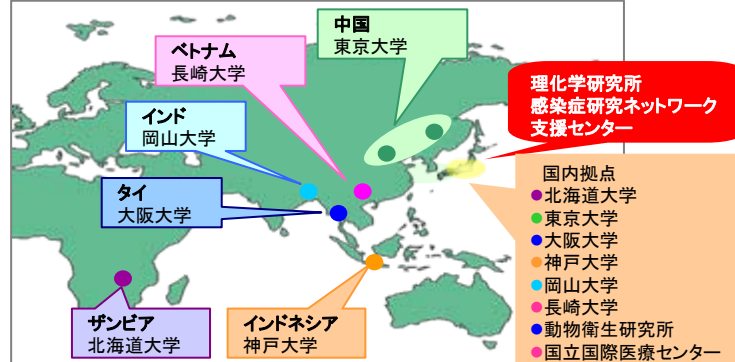 中国
東京大学
ベトナム
長崎大学
理化学研究所
感染症研究ネットワーク
支援センター
インド
岡山大学
タイ
大阪大学
国内拠点
北海道大学
東京大学
大阪大学
神戸大学
岡山大学
長崎大学
動物衛生研究所
国立国際医療センター
ザンビア
北海道大学
インドネシア
神戸大学